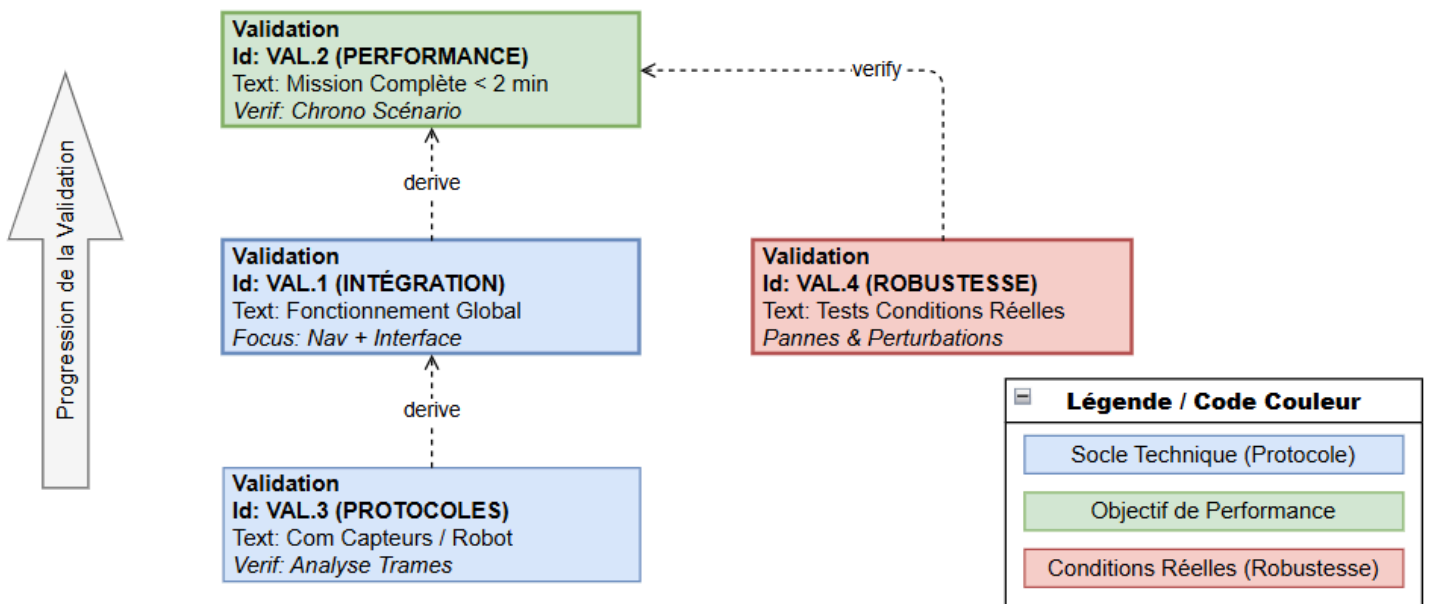 Validation
Id: VAL.2 (PERFORMANCE)
Text: Mission Complète < 2 min
Verif: Chrono Scénario
verify
Progression de la Validation
derive
Validation
Id: VAL.1 (INTÉGRATION)
Text: Fonctionnement Global
Focus: Nav + Interface
Validation
Id: VAL.4 (ROBUSTESSE)
Text: Tests Conditions Réelles
Pannes & Perturbations
derive
Validation
Id: VAL.3 (PROTOCOLES)
Text: Com Capteurs / Robot
Verif: Analyse Trames
Légende / Code Couleur
Socle Technique (Protocole)
Objectif de Performance
Conditions Réelles (Robustesse)